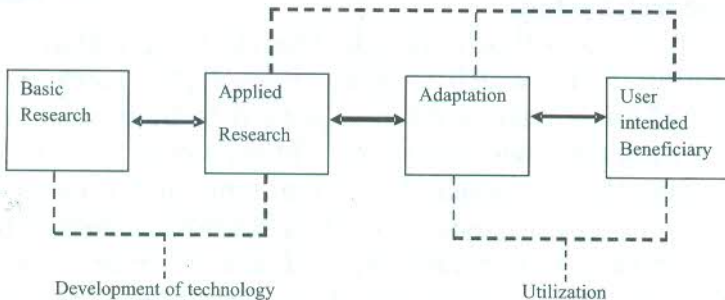 Basic
Research
Applied
Research
Adaptation
User
intended
Beneficiary
Development of technology
Utilization